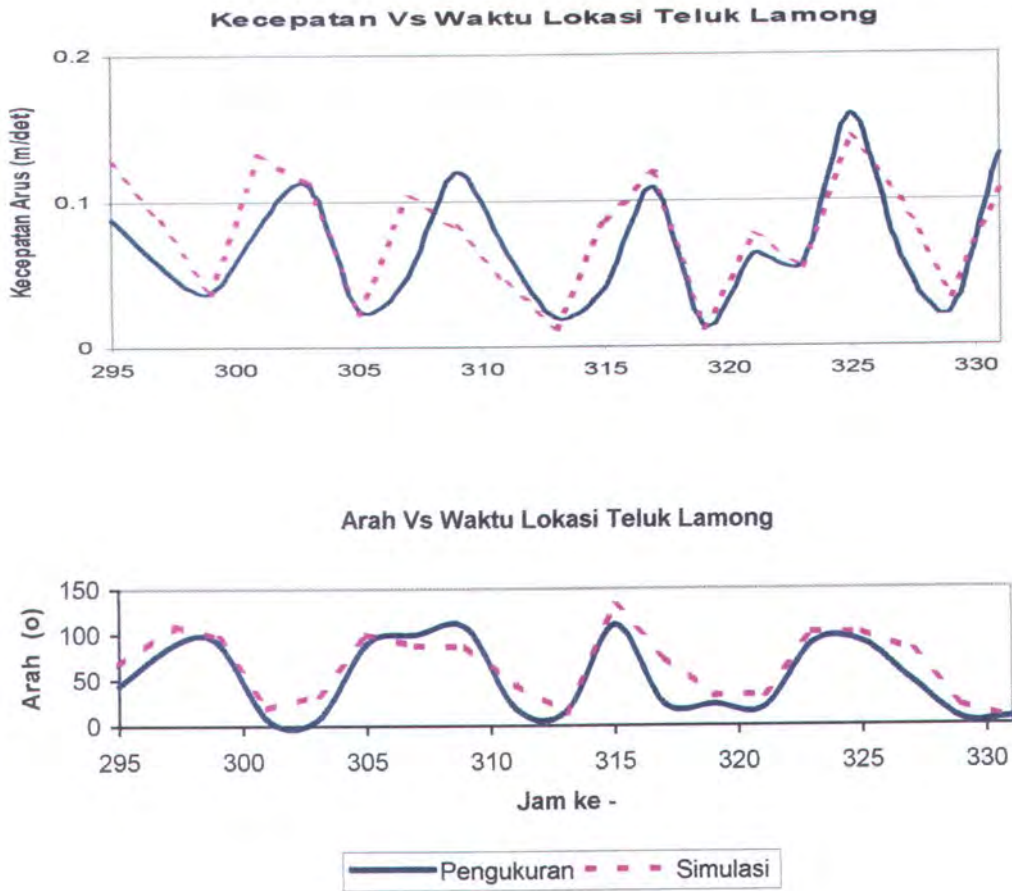 Kecepatan Vs Waktu Lokasi Teluk Lamong
Kecepatan Arus (m/det)
0.2
0.1
0
295 300 305 310 315 320 325 330
Arah Vs Waktu Lokasi Teluk Lamong
Arah (o)
150
100
50
0
295 300 305 310 315 320 325 330
Jam ke -
Pengukuran Simulasi